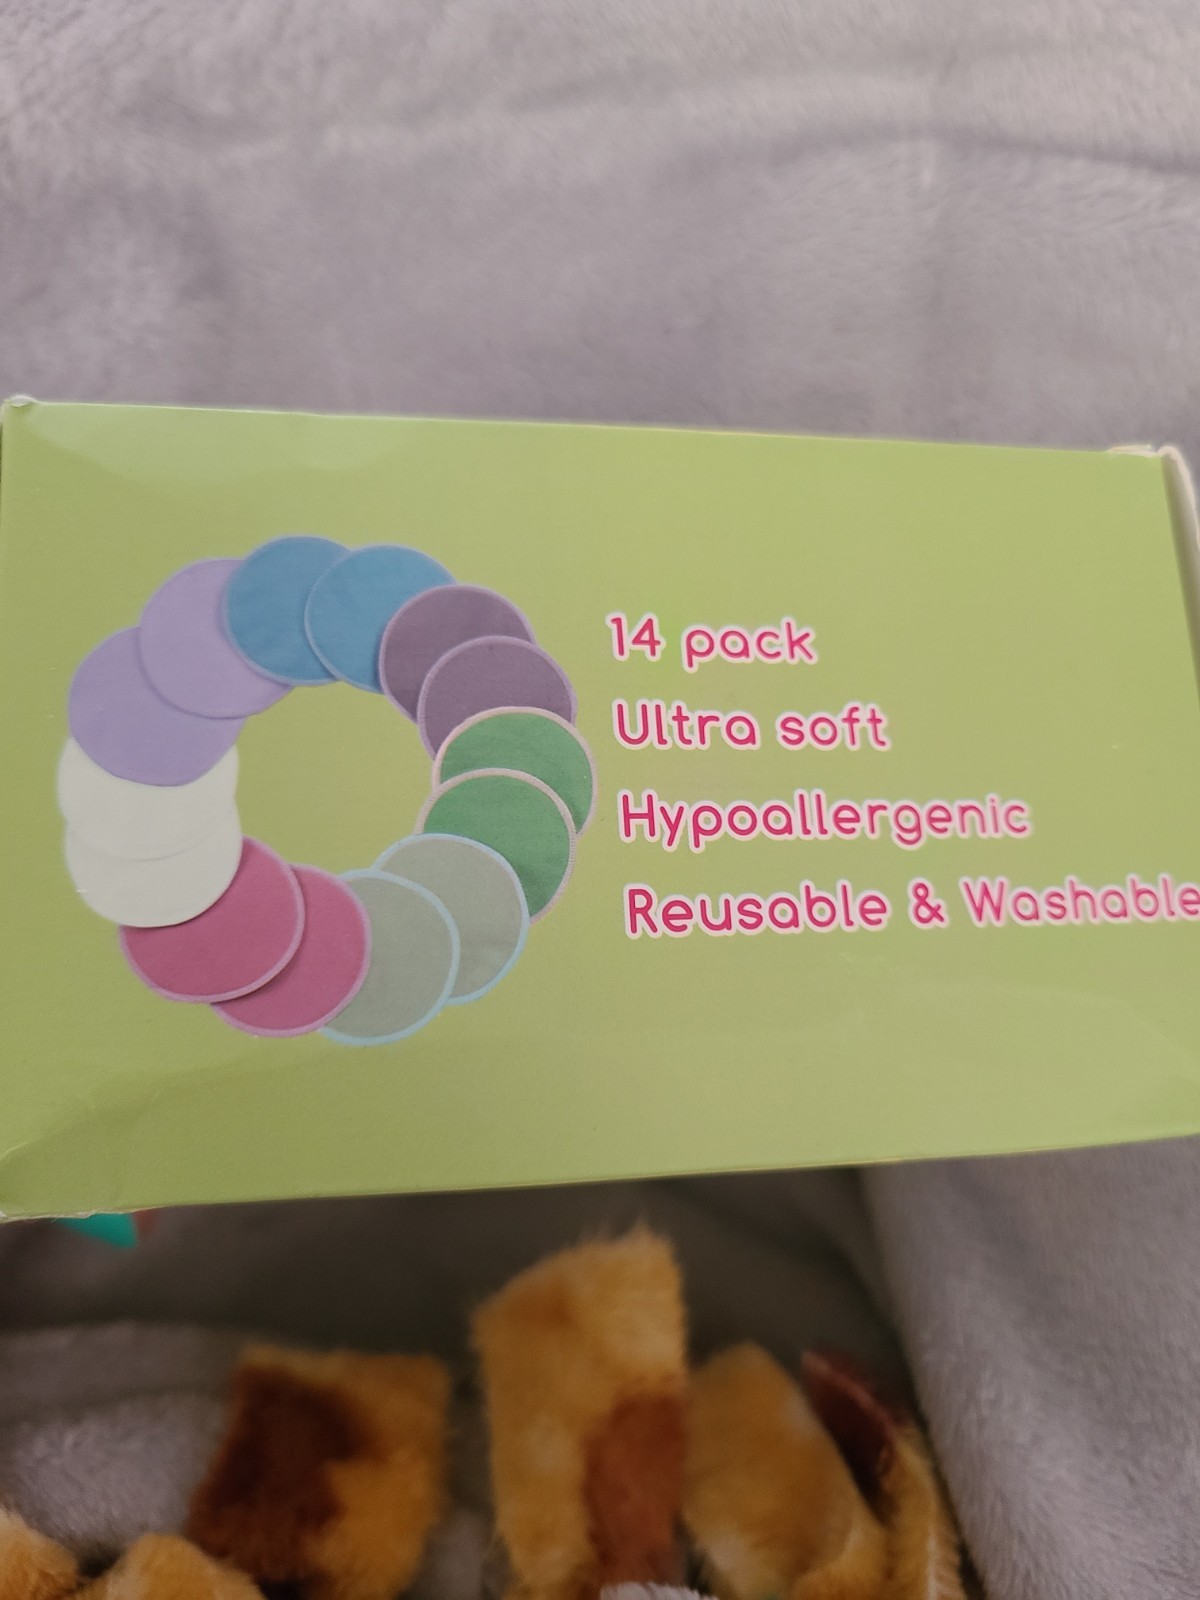 14 pack
Ultra soft
Hypoallergenic
Reusable & Washable